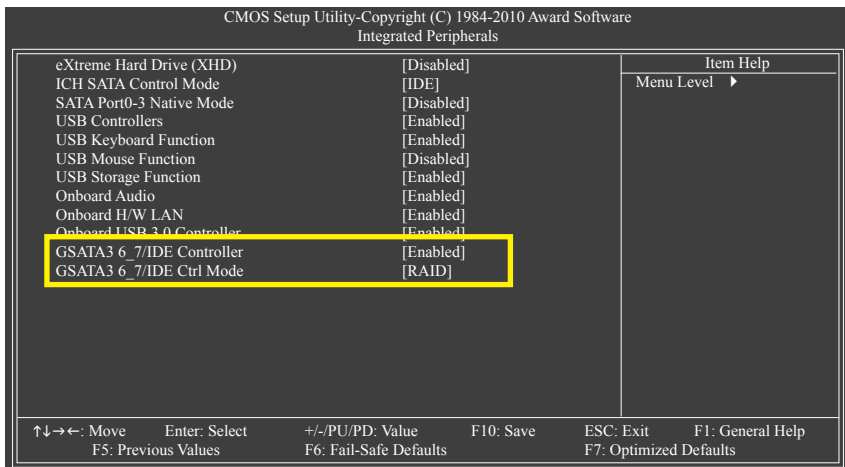 CMOS Setup Utility-Copyright (C) 1984-2010 Award Software
Integrated Peripherals
eXtreme Hard Drive (XHD) [Disabled]
ICH SATA Control Mode [IDE]
SATA Port0-3 Native Mode [Disabled]
USB Controllers [Enabled]
USB Keyboard Function [Enabled]
USB Mouse Function [Disabled]
USB Storage Function [Enabled]
Onboard Audio [Enabled]
Onboard H/W LAN [Enabled]
Onboard USB 3.0 Controller [Enabled]
GSATA3 6_7/IDE Controller [Enabled]
GSATA3 6_7/IDE Ctrl Mode [RAID]
Item Help
Menu Level ▶
↑↓→←: Move Enter: Select +/-/PU/PD: Value F10: Save ESC: Exit F1: General Help
F5: Previous Values F6: Fail-Safe Defaults F7: Optimized Defaults